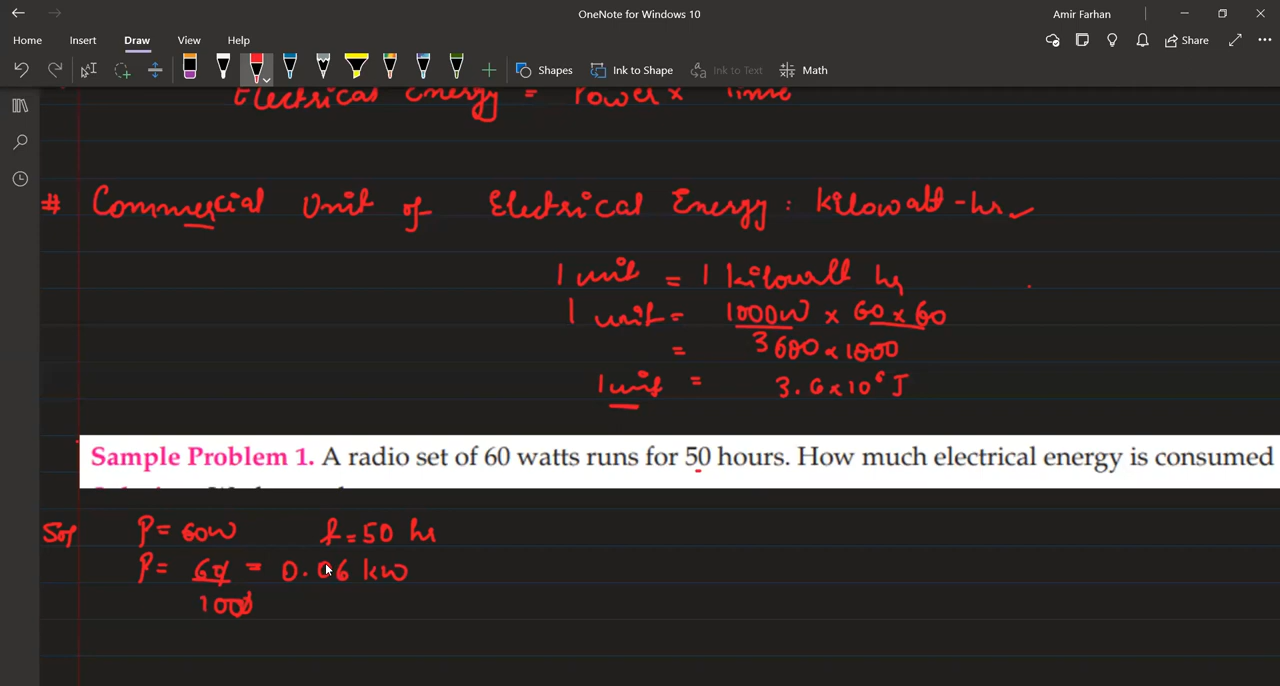 OneNote for Windows 10
Amir Farhan
Home Insert Draw View Help
Share
Shapes Ink to Shape Ink to Text Math
Electrical Energy = Power x Time
# Commercial Unit of Electrical Energy : kilowatt-hr
1 unit = 1 kilowatt hr
1 unit = 1000W x 60 x 60
= 3600 x 1000
1 unit = 3.6 x 10⁶ J
Sample Problem 1. A radio set of 60 watts runs for 50 hours. How much electrical energy is consumed
Sol P = 60W t = 50 hr
P = 60/1000 = 0.06 kW